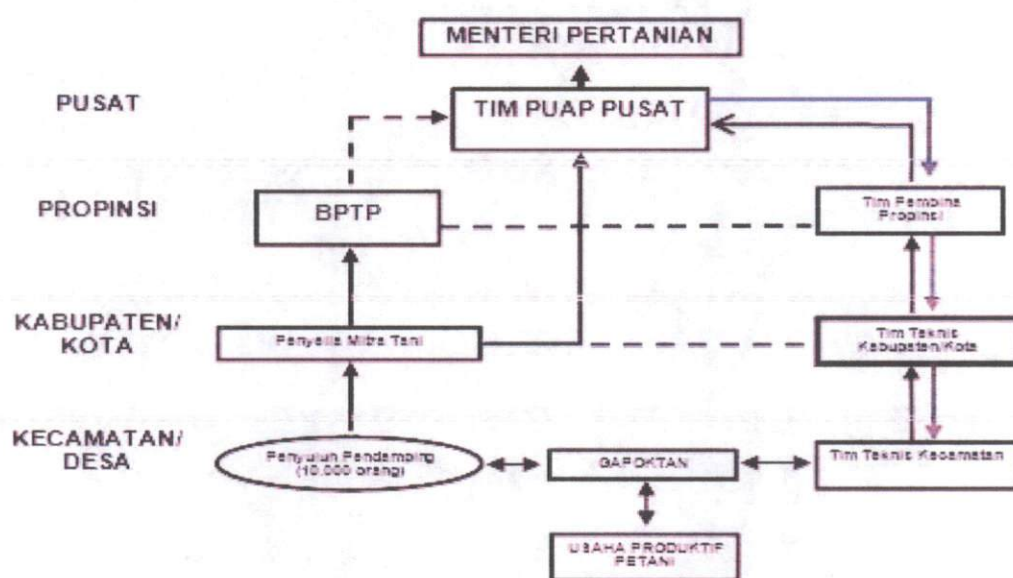 MENTERI PERTANIAN
PUSAT
TIM PUAP PUSAT
PROPINSI
BPTP
Tim Pembina
Propinsi
KABUPATEN/
KOTA
Penyelia Mitra Tani
Tim Teknis
Kabupaten/Kota
KECAMATAN/
DESA
Penyuluh Pendamping
(10.000 orang)
GAPOKTAN
Tim Teknis Kecamatan
USAHA PRODUKTIF
PETANI